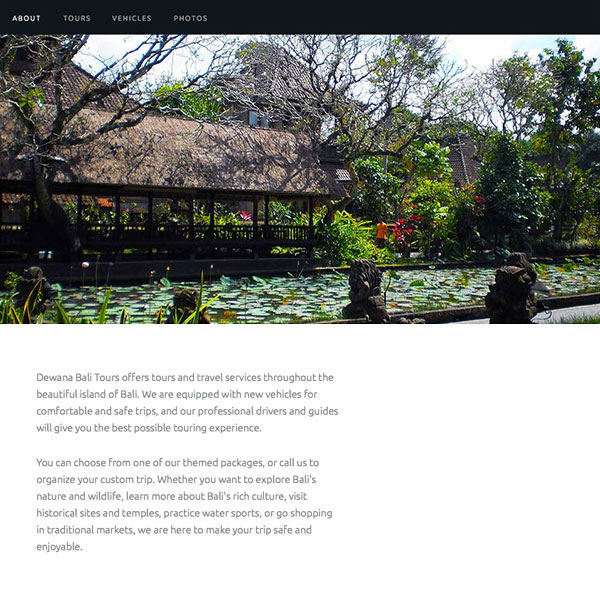 ABOUT TOURS VEHICLES PHOTOS
Dewana Bali Tours offers tours and travel services throughout the
beautiful island of Bali. We are equipped with new vehicles for
comfortable and safe trips, and our professional drivers and guides
will give you the best possible touring experience.
You can choose from one of our themed packages, or call us to
organize your custom trip. Whether you want to explore Bali's
nature and wildlife, learn more about Bali's rich culture, visit
historical sites and temples, practice water sports, or go shopping
in traditional markets, we are here to make your trip safe and
enjoyable.